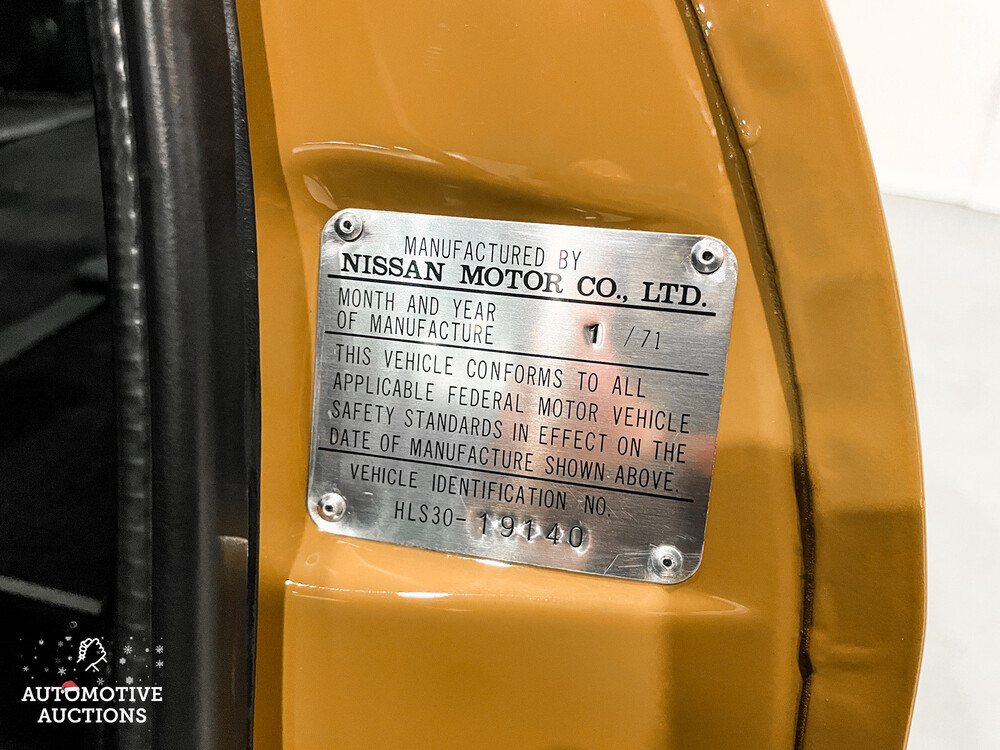 MANUFACTURED BY
NISSAN MOTOR CO., LTD.
MONTH AND YEAR
OF MANUFACTURE 1 /71
THIS VEHICLE CONFORMS TO ALL
APPLICABLE FEDERAL MOTOR VEHICLE
SAFETY STANDARDS IN EFFECT ON THE
DATE OF MANUFACTURE SHOWN ABOVE.
VEHICLE IDENTIFICATION NO.
HLS30-19140
AUTOMOTIVE
AUCTIONS